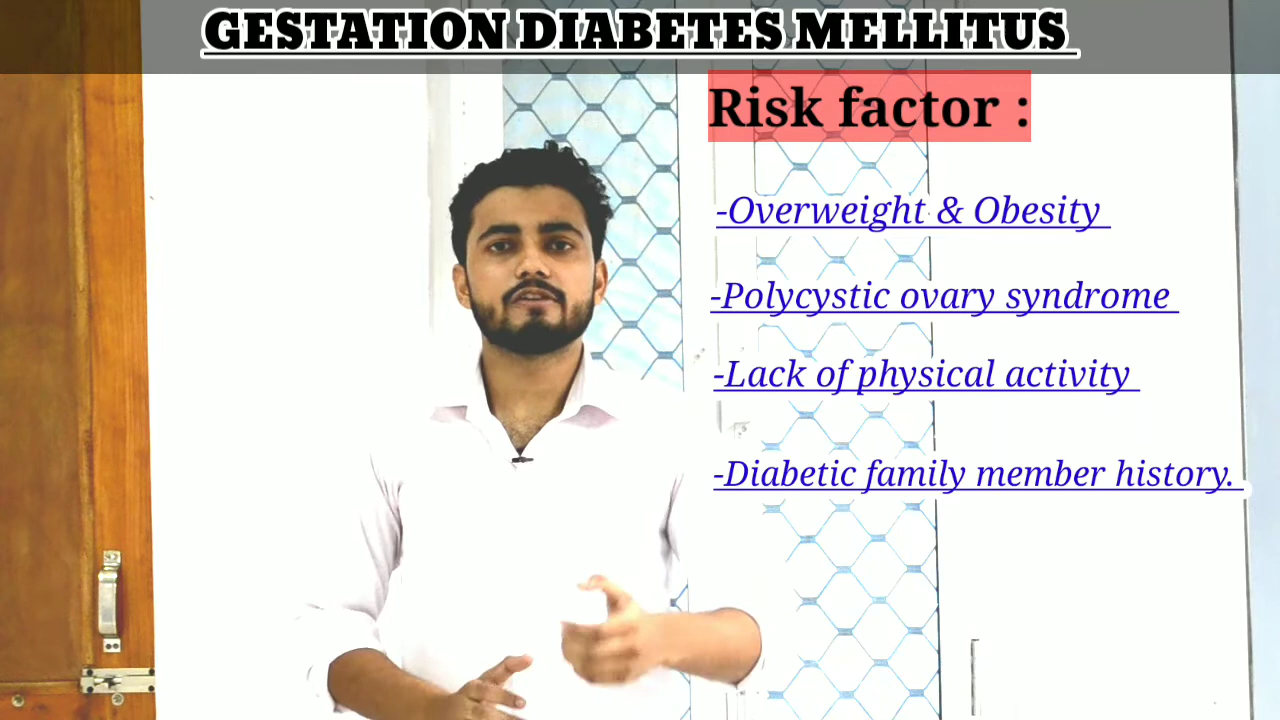 GESTATION DIABETES MELLITUS
Risk factor :
-Overweight & Obesity
-Polycystic ovary syndrome
-Lack of physical activity
-Diabetic family member history.